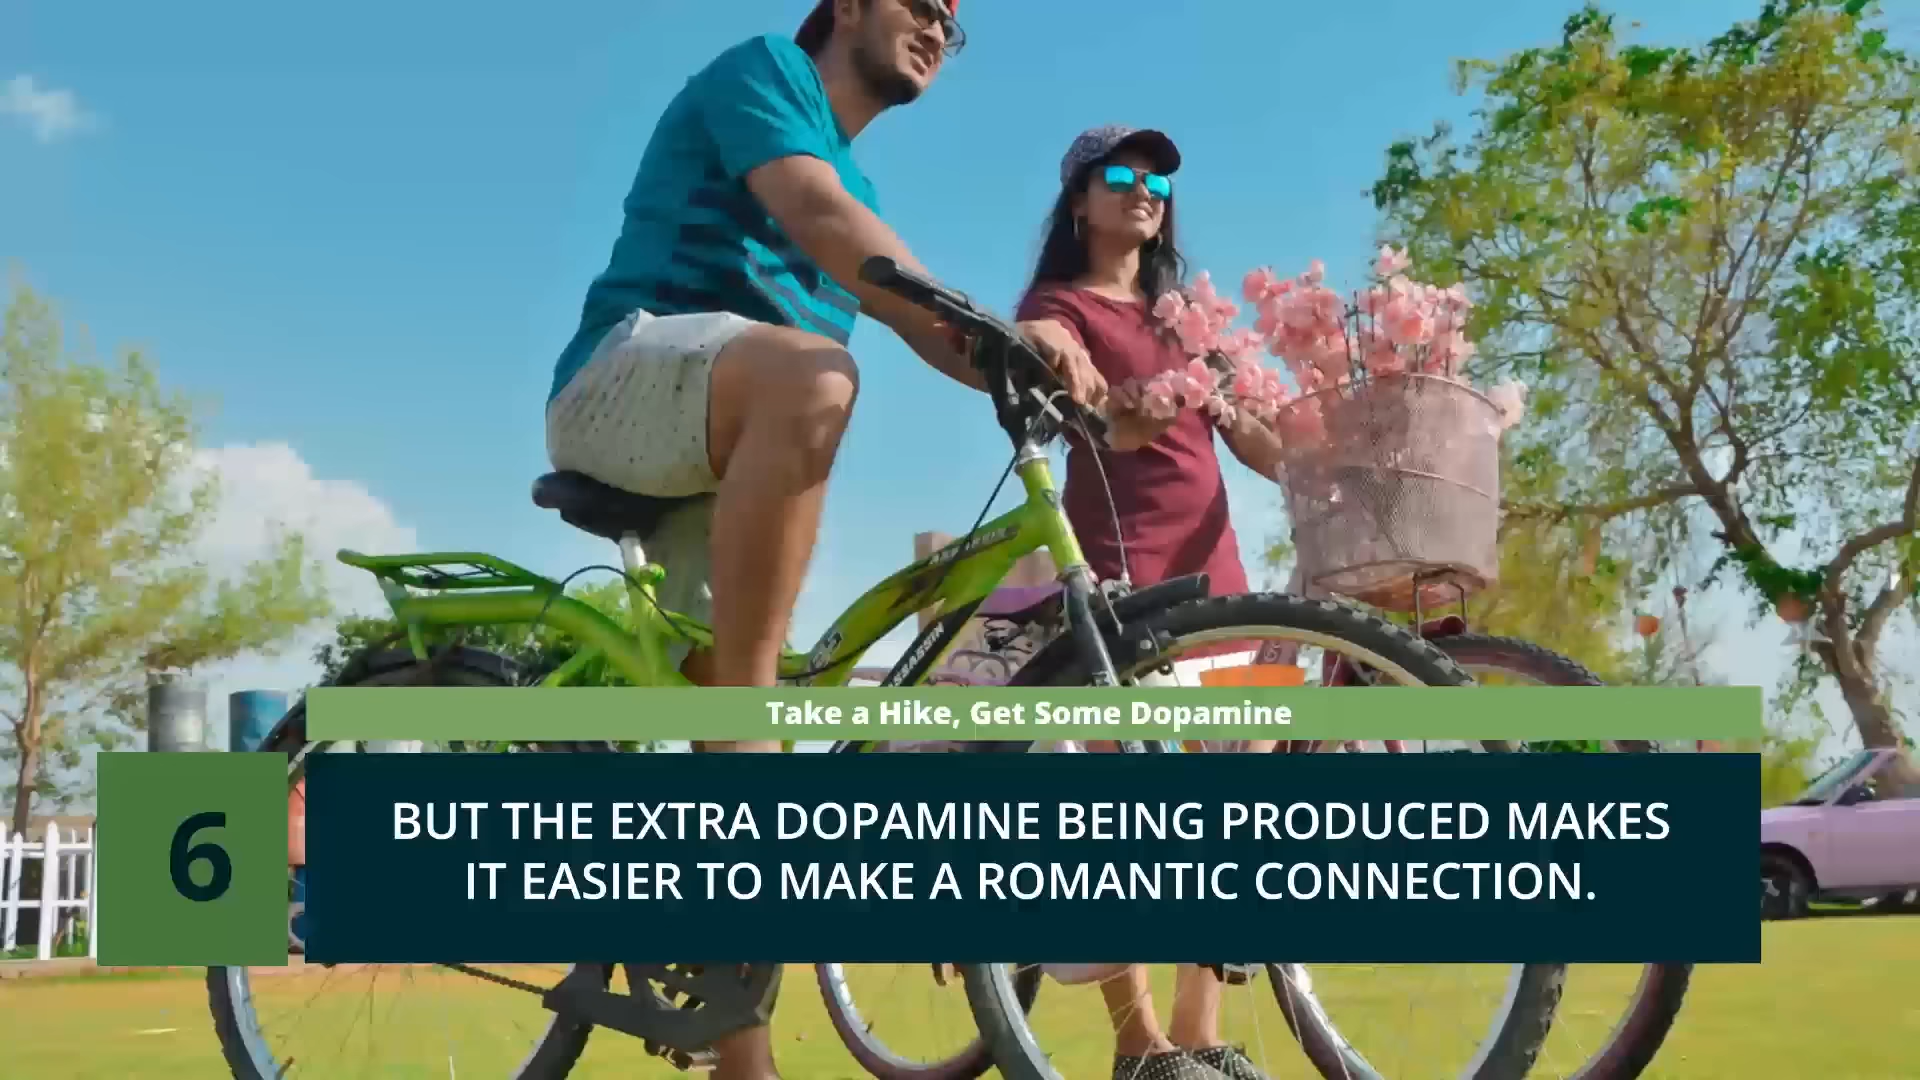 ASSASSIN
Take a Hike, Get Some Dopamine
6
BUT THE EXTRA DOPAMINE BEING PRODUCED MAKES
IT EASIER TO MAKE A ROMANTIC CONNECTION.